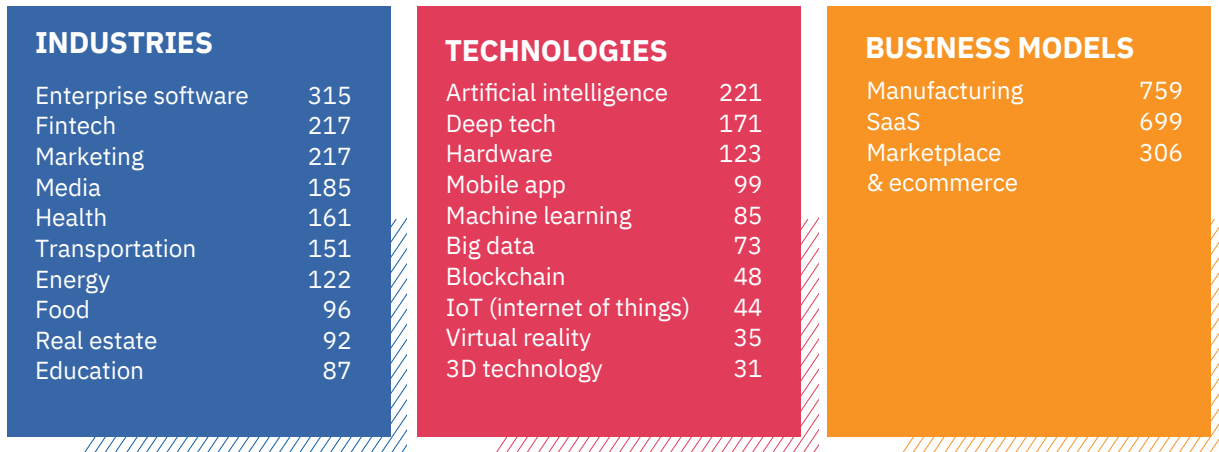 INDUSTRIES
Enterprise software 315
Fintech 217
Marketing 217
Media 185
Health 161
Transportation 151
Energy 122
Food 96
Real estate 92
Education 87
TECHNOLOGIES
Artificial intelligence 221
Deep tech 171
Hardware 123
Mobile app 99
Machine learning 85
Big data 73
Blockchain 48
IoT (internet of things) 44
Virtual reality 35
3D technology 31
BUSINESS MODELS
Manufacturing 759
SaaS 699
Marketplace 306
& ecommerce